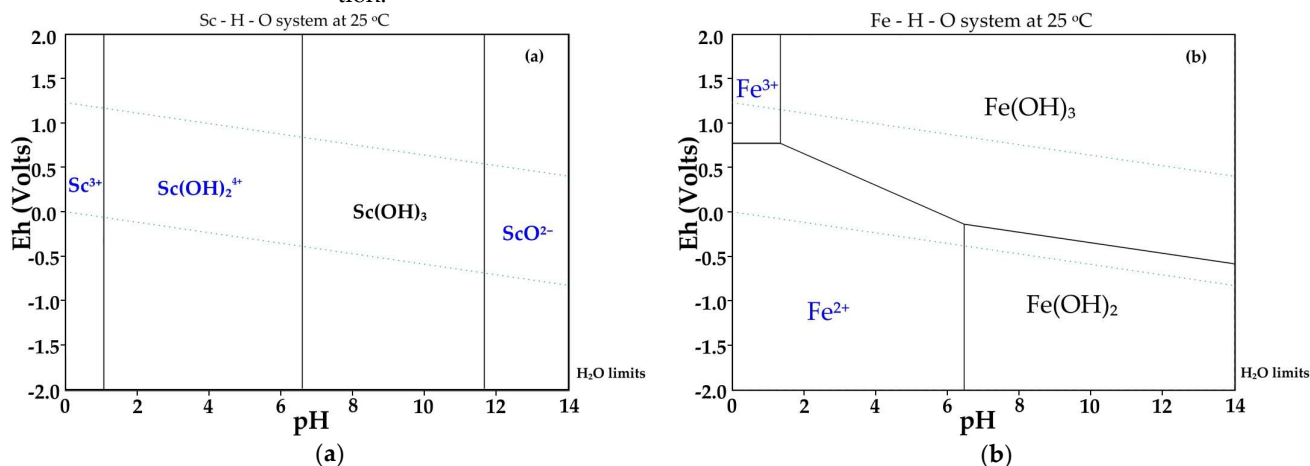 tion.
Sc - H - O system at 25 °C
(a)
Eh (Volts)
2.0
1.5
1.0
0.5
0.0
-0.5
-1.0
-1.5
-2.0
Sc³⁺
Sc(OH)₂⁴⁺
Sc(OH)₃
ScO²⁻
H₂O limits
0 2 4 6 8 10 12 14
pH
(a)
Fe - H - O system at 25 °C
(b)
Eh (Volts)
2.0
1.5
1.0
0.5
0.0
-0.5
-1.0
-1.5
-2.0
Fe³⁺
Fe(OH)₃
Fe²⁺
Fe(OH)₂
H₂O limits
0 2 4 6 8 10 12 14
pH
(b)